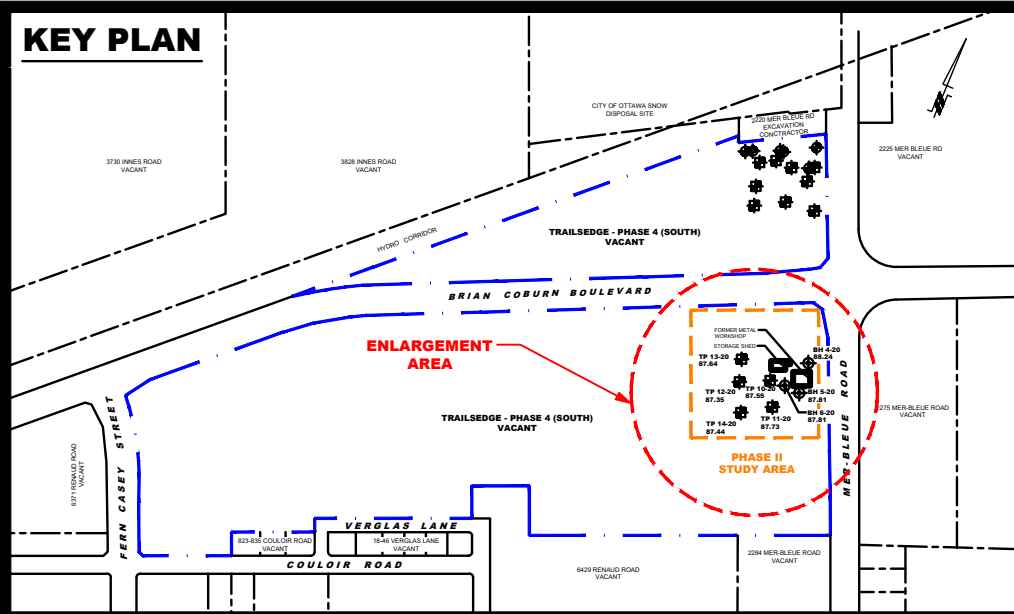 KEY PLAN
CITY OF OTTAWA SNOW
DISPOSAL SITE
2220 MER BLEUE RD
EXCAVATION
CONCTRACTOR
2225 MER BLEUE RD
VACANT
3730 INNES ROAD
VACANT
3828 INNES ROAD
VACANT
HYDRO CORRIDOR
TRAILSEDGE - PHASE 4 (SOUTH)
VACANT
BRIAN COBURN BOULEVARD
ENLARGEMENT
AREA
FORMER METAL
WORKSHOP
STORAGE SHED
BH 4-20
88.24
TP 13-20
87.64
TP 12-20
87.35
TP 10-20
87.55
BH 5-20
87.81
BH 6-20
87.81
TP 14-20
87.44
TP 11-20
87.73
MER-BLEUE ROAD
2275 MER-BLEUE ROAD
VACANT
TRAILSEDGE - PHASE 4 (SOUTH)
VACANT
PHASE II
STUDY AREA
6371 RENAUD ROAD
VACANT
FERN CASEY STREET
VERGLAS LANE
823-835 COULOIR ROAD
VACANT
18-46 VERGLAS LANE
VACANT
COULOIR ROAD
6429 RENAUD ROAD
VACANT
2284 MER-BLEUE ROAD
VACANT
N